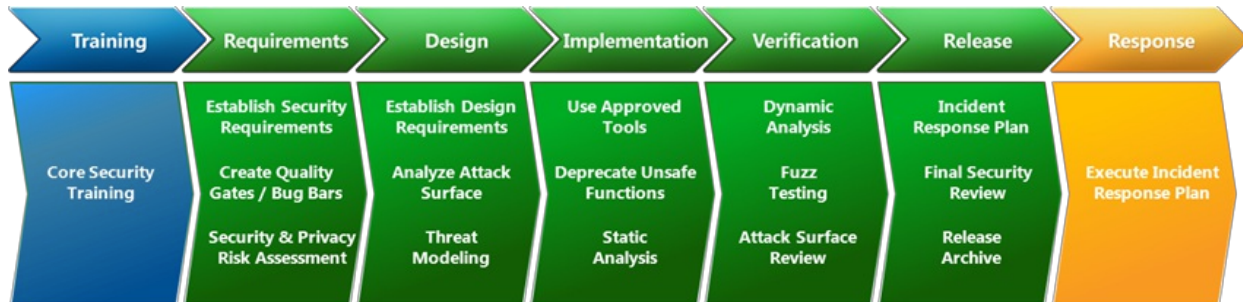 Training
Requirements
Design
Implementation
Verification
Release
Response
Core Security
Training
Establish Security
Requirements
Create Quality
Gates / Bug Bars
Security & Privacy
Risk Assessment
Establish Design
Requirements
Analyze Attack
Surface
Threat
Modeling
Use Approved
Tools
Deprecate Unsafe
Functions
Static
Analysis
Dynamic
Analysis
Fuzz
Testing
Attack Surface
Review
Incident
Response Plan
Final Security
Review
Release
Archive
Execute Incident
Response Plan